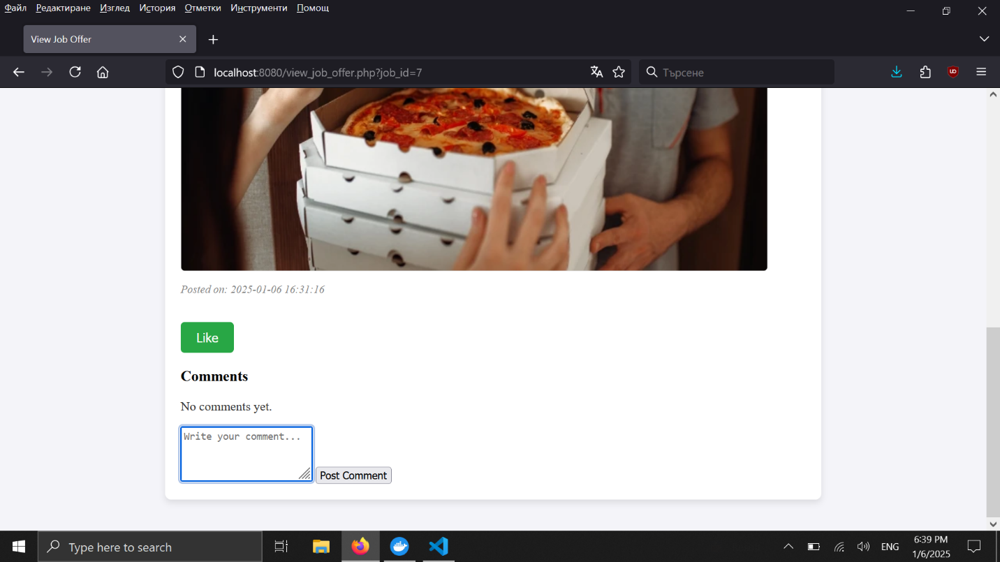 Файл Редактиране Изглед История Отметки Инструменти Помощ
View Job Offer
localhost:8080/view_job_offer.php?job_id=7
Търсене
Posted on: 2025-01-06 16:31:16
Like
Comments
No comments yet.
Write your comment...
Post Comment
Type here to search
ENG
6:39 PM
1/6/2025